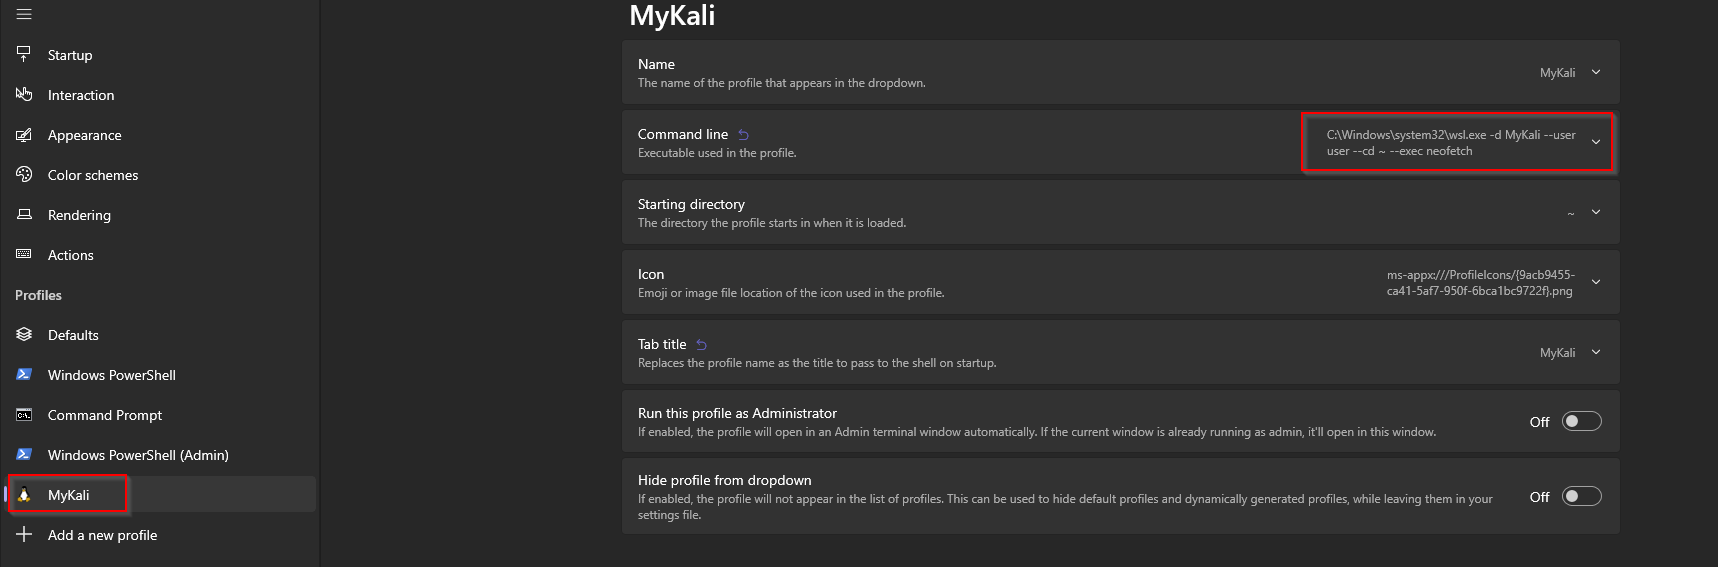 Startup
Interaction
Appearance
Color schemes
Rendering
Actions
Profiles
Defaults
Windows PowerShell
Command Prompt
Windows PowerShell (Admin)
MyKali
Add a new profile
MyKali
Name
The name of the profile that appears in the dropdown.
MyKali
Command line
Executable used in the profile.
C:\Windows\system32\wsl.exe -d MyKali --user
user --cd ~ --exec neofetch
Starting directory
The directory the profile starts in when it is loaded.
~
Icon
Emoji or image file location of the icon used in the profile.
ms-appx:///ProfileIcons/{9acb9455-
ca41-5af7-950f-6bca1bc9722f}.png
Tab title
Replaces the profile name as the title to pass to the shell on startup.
MyKali
Run this profile as Administrator
If enabled, the profile will open in an Admin terminal window automatically. If the current window is already running as admin, it'll open in this window.
Off
Hide profile from dropdown
If enabled, the profile will not appear in the list of profiles. This can be used to hide default profiles and dynamically generated profiles, while leaving them in your
settings file.
Off